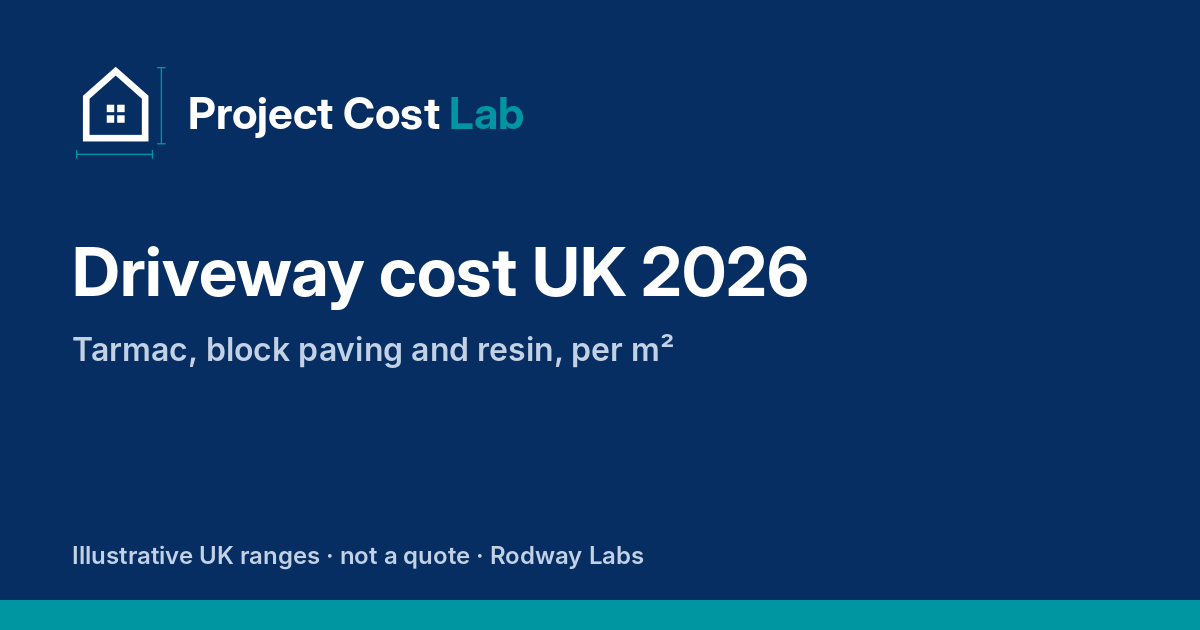 Project Cost Lab
Driveway cost UK 2026
Tarmac, block paving and resin, per m²
Illustrative UK ranges · not a quote · Rodway Labs